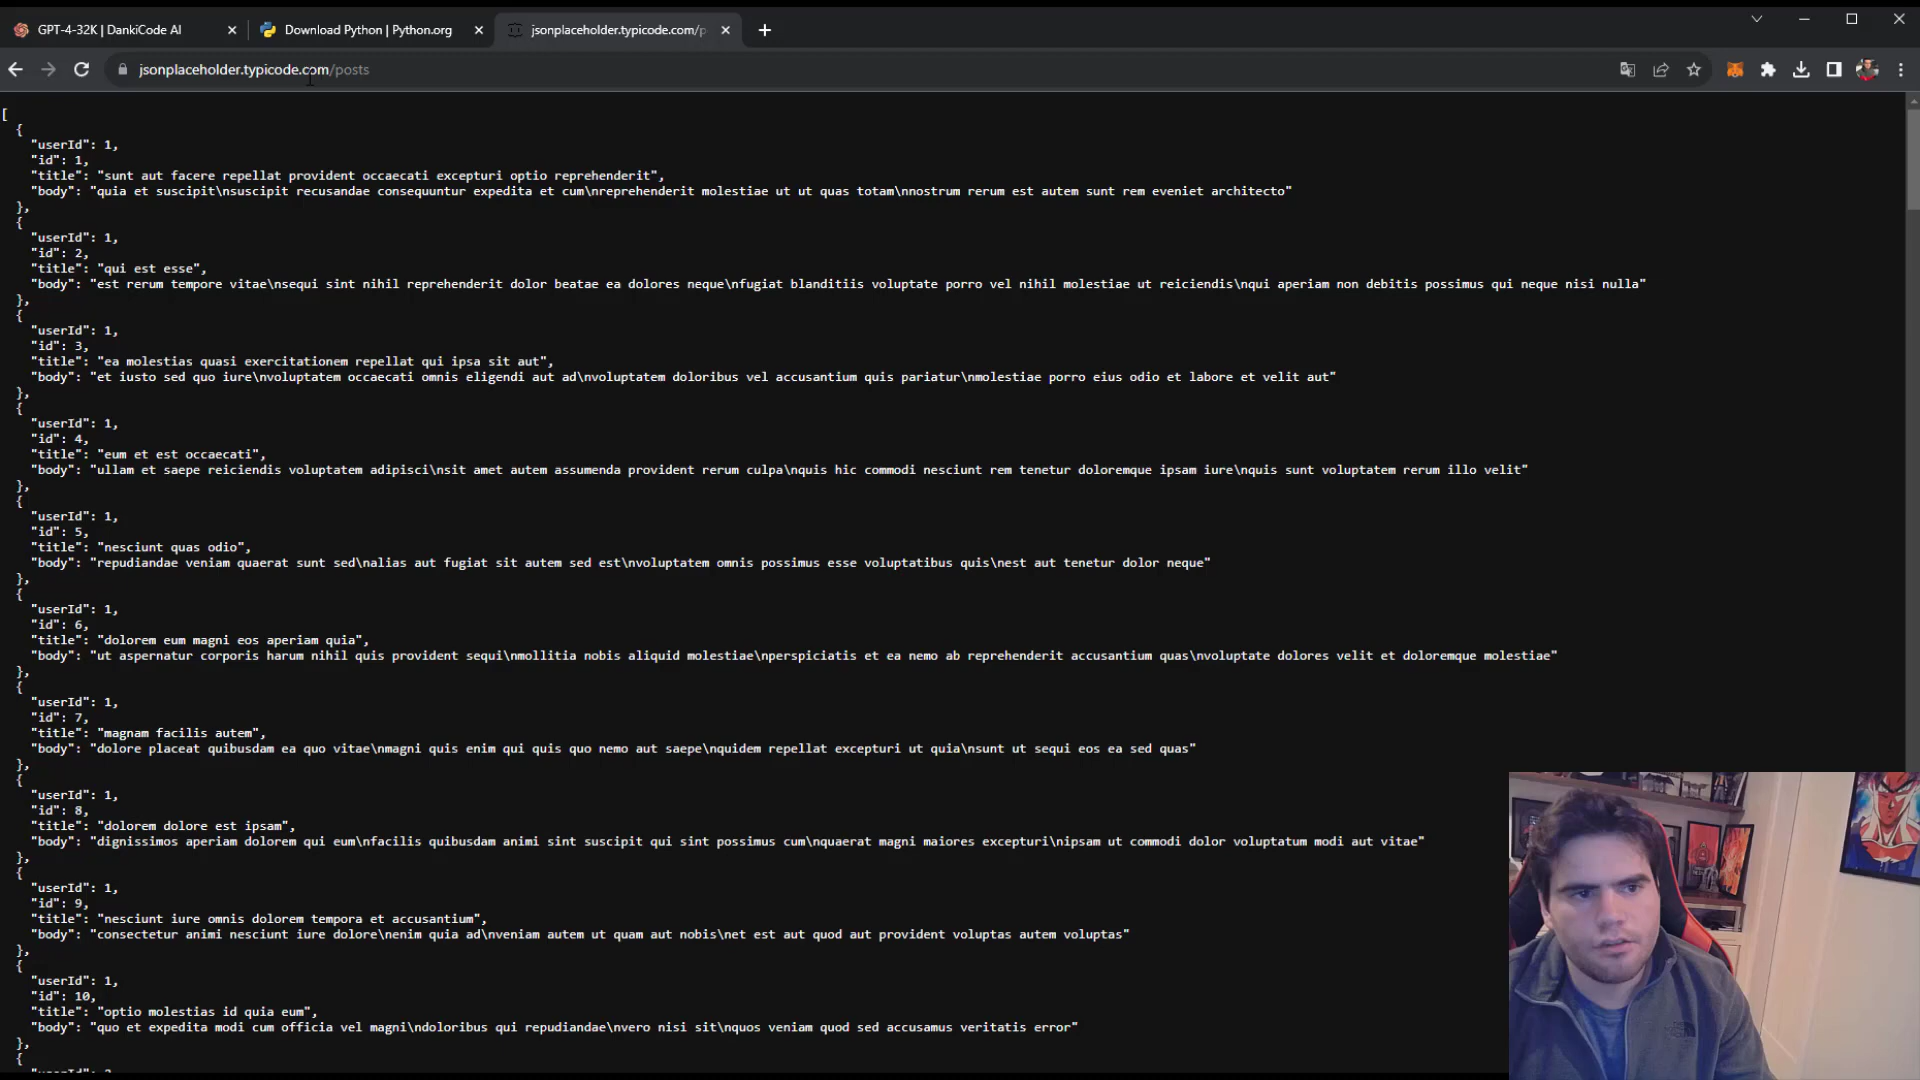 GPT-4-32K | DankiCode AI
Download Python | Python.org
jsonplaceholder.typicode.com/p
jsonplaceholder.typicode.com/posts
[
{
"userId": 1,
"id": 1,
"title": "sunt aut facere repellat provident occaecati excepturi optio reprehenderit",
"body": "quia et suscipit\nsuscipit recusandae consequuntur expedita et cum\nreprehenderit molestiae ut ut quas totam\nnostrum rerum est autem sunt rem eveniet architecto"
},
{
"userId": 1,
"id": 2,
"title": "qui est esse",
"body": "est rerum tempore vitae\nsequi sint nihil reprehenderit dolor beatae ea dolores neque\nfugiat blanditiis voluptate porro vel nihil molestiae ut reiciendis\nqui aperiam non debitis possimus qui neque nisi nulla"
},
{
"userId": 1,
"id": 3,
"title": "ea molestias quasi exercitationem repellat qui ipsa sit aut",
"body": "et iusto sed quo iure\nvoluptatem occaecati omnis eligendi aut ad\nvoluptatem doloribus vel accusantium quis pariatur\nmolestiae porro eius odio et labore et velit aut"
},
{
"userId": 1,
"id": 4,
"title": "eum et est occaecati",
"body": "ullam et saepe reiciendis voluptatem adipisci\nsit amet autem assumenda provident rerum culpa\nquis hic commodi nesciunt rem tenetur doloremque ipsam iure\nquis sunt voluptatem rerum illo velit"
},
{
"userId": 1,
"id": 5,
"title": "nesciunt quas odio",
"body": "repudiandae veniam quaerat sunt sed\nalias aut fugiat sit autem sed est\nvoluptatem omnis possimus esse voluptatibus quis\nest aut tenetur dolor neque"
},
{
"userId": 1,
"id": 6,
"title": "dolorem eum magni eos aperiam quia",
"body": "ut aspernatur corporis harum nihil quis provident sequi\nmollitia nobis aliquid molestiae\nperspiciatis et ea nemo ab reprehenderit accusantium quas\nvoluptate dolores velit et doloremque molestiae"
},
{
"userId": 1,
"id": 7,
"title": "magnam facilis autem",
"body": "dolore placeat quibusdam ea quo vitae\nmagni quis enim qui quis quo nemo aut saepe\nquidem repellat excepturi ut quia\nsunt ut sequi eos ea sed quas"
},
{
"userId": 1,
"id": 8,
"title": "dolorem dolore est ipsam",
"body": "dignissimos aperiam dolorem qui eum\nfacilis quibusdam animi sint suscipit qui sint possimus cum\nquaerat magni maiores excepturi\nipsam ut commodi dolor voluptatum modi aut vitae"
},
{
"userId": 1,
"id": 9,
"title": "nesciunt iure omnis dolorem tempora et accusantium",
"body": "consectetur animi nesciunt iure dolore\nenim quia ad\nveniam autem ut quam aut nobis\net est aut quod aut provident voluptas autem voluptas"
},
{
"userId": 1,
"id": 10,
"title": "optio molestias id quia eum",
"body": "quo et expedita modi cum officia vel magni\ndoloribus qui repudiandae\nvero nisi sit\nquos veniam quod sed accusamus veritatis error"
},
{